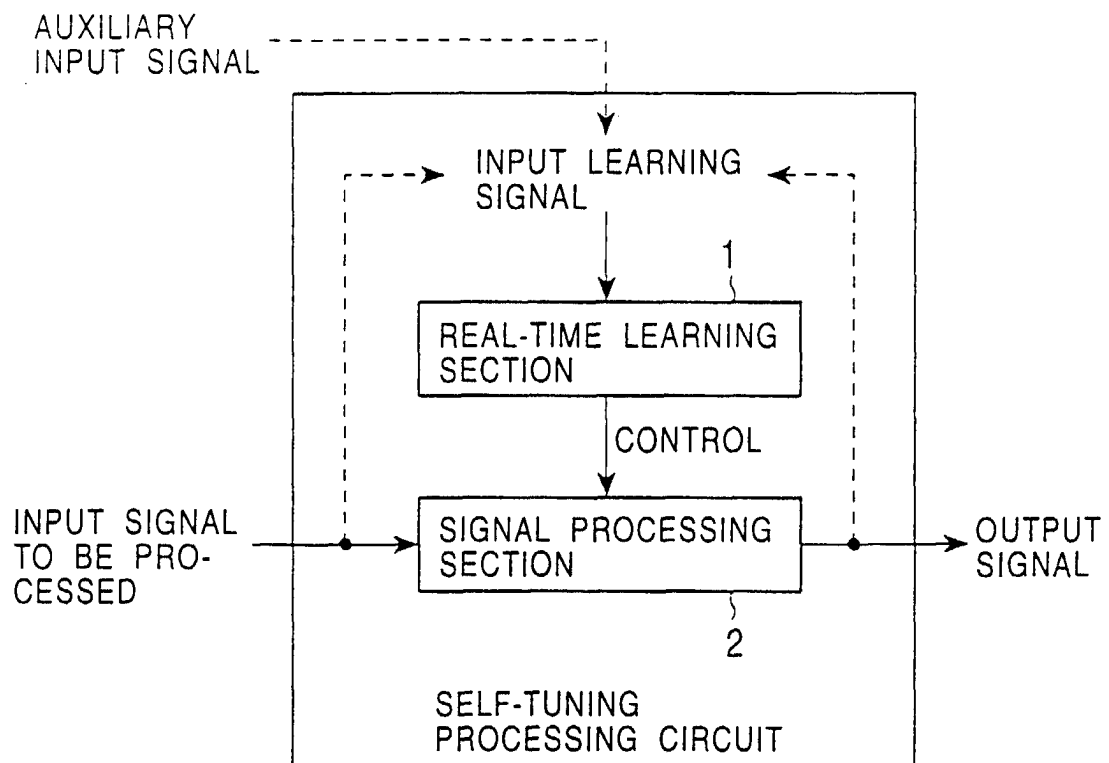 AUXILIARY
INPUT SIGNAL
INPUT LEARNING
SIGNAL
1
REAL-TIME LEARNING
SECTION
CONTROL
INPUT SIGNAL
TO BE PRO-
CESSED
SIGNAL PROCESSING
SECTION
OUTPUT
SIGNAL
2
SELF-TUNING
PROCESSING CIRCUIT